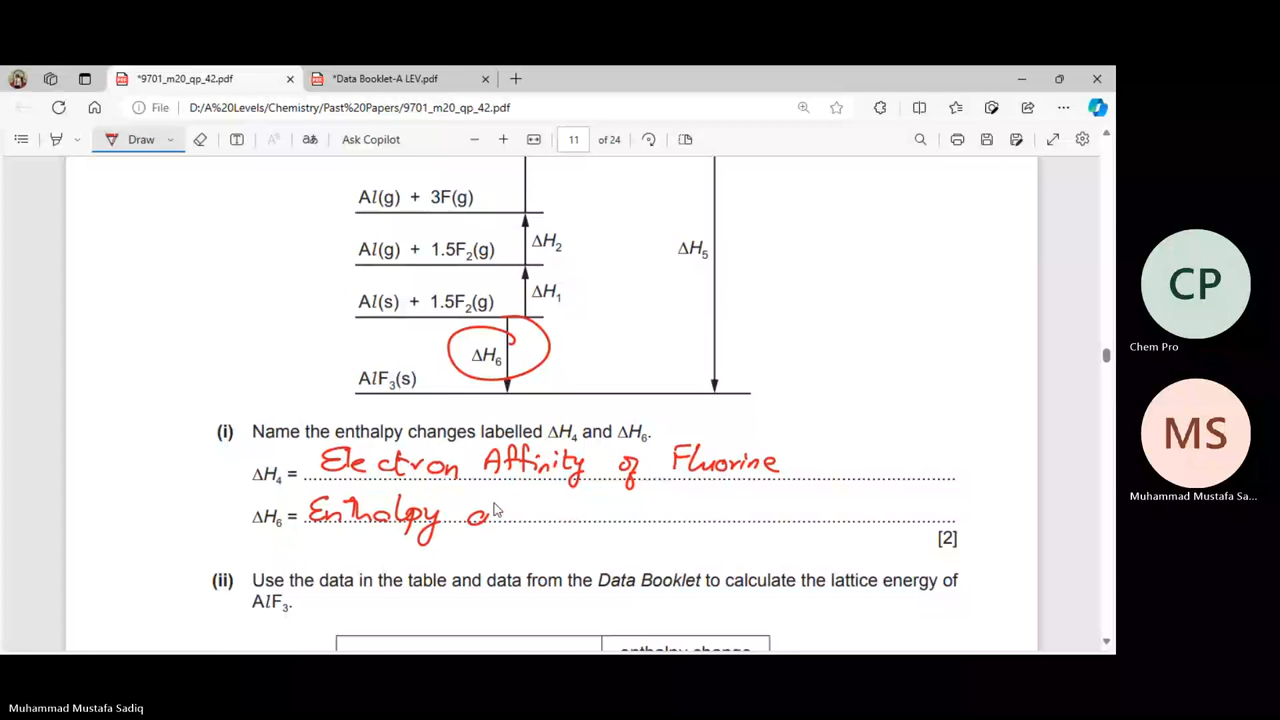 *9701_m20_qp_42.pdf
*Data Booklet-A LEV.pdf
File
D:/A%20Levels/Chemistry/Past%20Papers/9701_m20_qp_42.pdf
Draw
aあ
Ask Copilot
11 of 24
Al(g) + 3F(g)
ΔH2
Al(g) + 1.5F2(g)
ΔH5
ΔH1
Al(s) + 1.5F2(g)
ΔH6
AlF3(s)
(i) Name the enthalpy changes labelled ΔH4 and ΔH6.
ΔH4 = Electron Affinity of Fluorine
ΔH6 = Enthalpy o
[2]
(ii) Use the data in the table and data from the Data Booklet to calculate the lattice energy of
AlF3.
enthalpy change
CP
Chem Pro
MS
Muhammad Mustafa Sa...
Muhammad Mustafa Sadiq